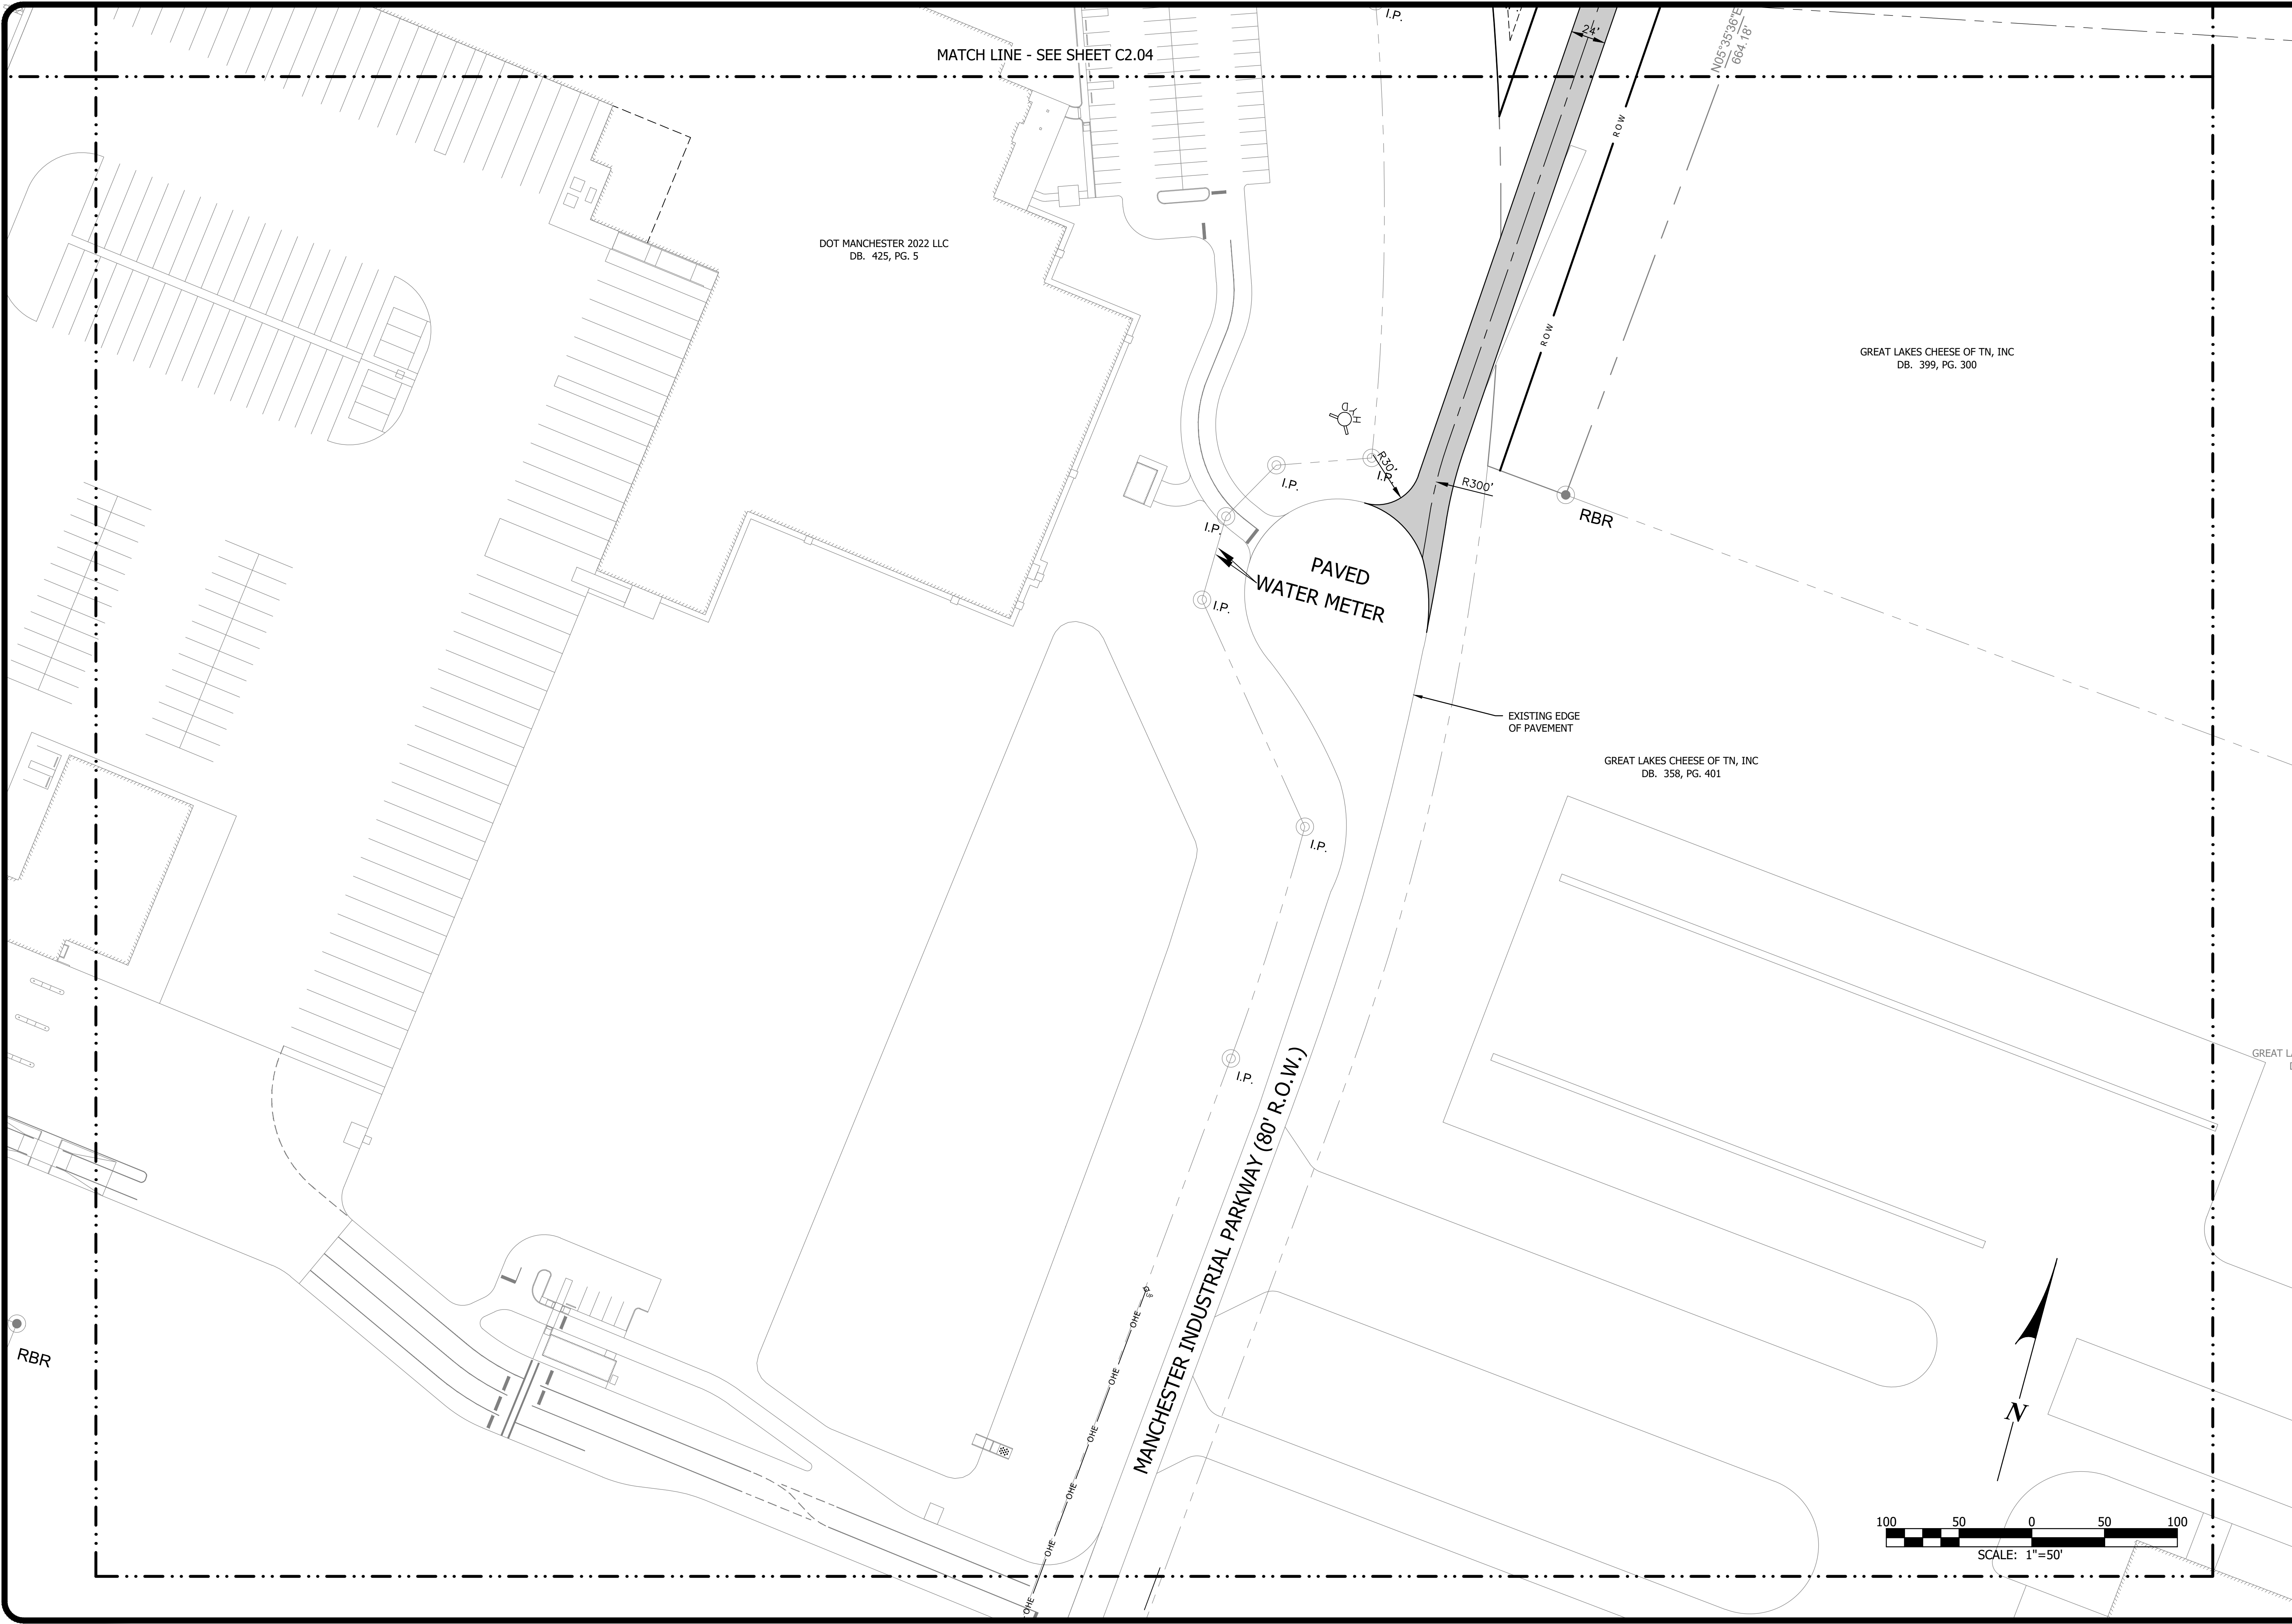 I.P.
24'
N05°35'36"E
664.18'
MATCH LINE - SEE SHEET C2.04
ROW
DOT MANCHESTER 2022 LLC
DB. 425, PG. 5
ROW
GREAT LAKES CHEESE OF TN, INC
DB. 399, PG. 300
HYD
R30'
I.P.
I.P.
R300'
I.P.
RBR
PAVED
WATER METER
I.P.
EXISTING EDGE
OF PAVEMENT
GREAT LAKES CHEESE OF TN, INC
DB. 358, PG. 401
I.P.
GREAT L
I.P.
MANCHESTER INDUSTRIAL PARKWAY (80' R.O.W.)
OHE
OHE
OHE
OHE
OHE
OHE
RBR
N
100 50 0 50 100
SCALE: 1"=50'